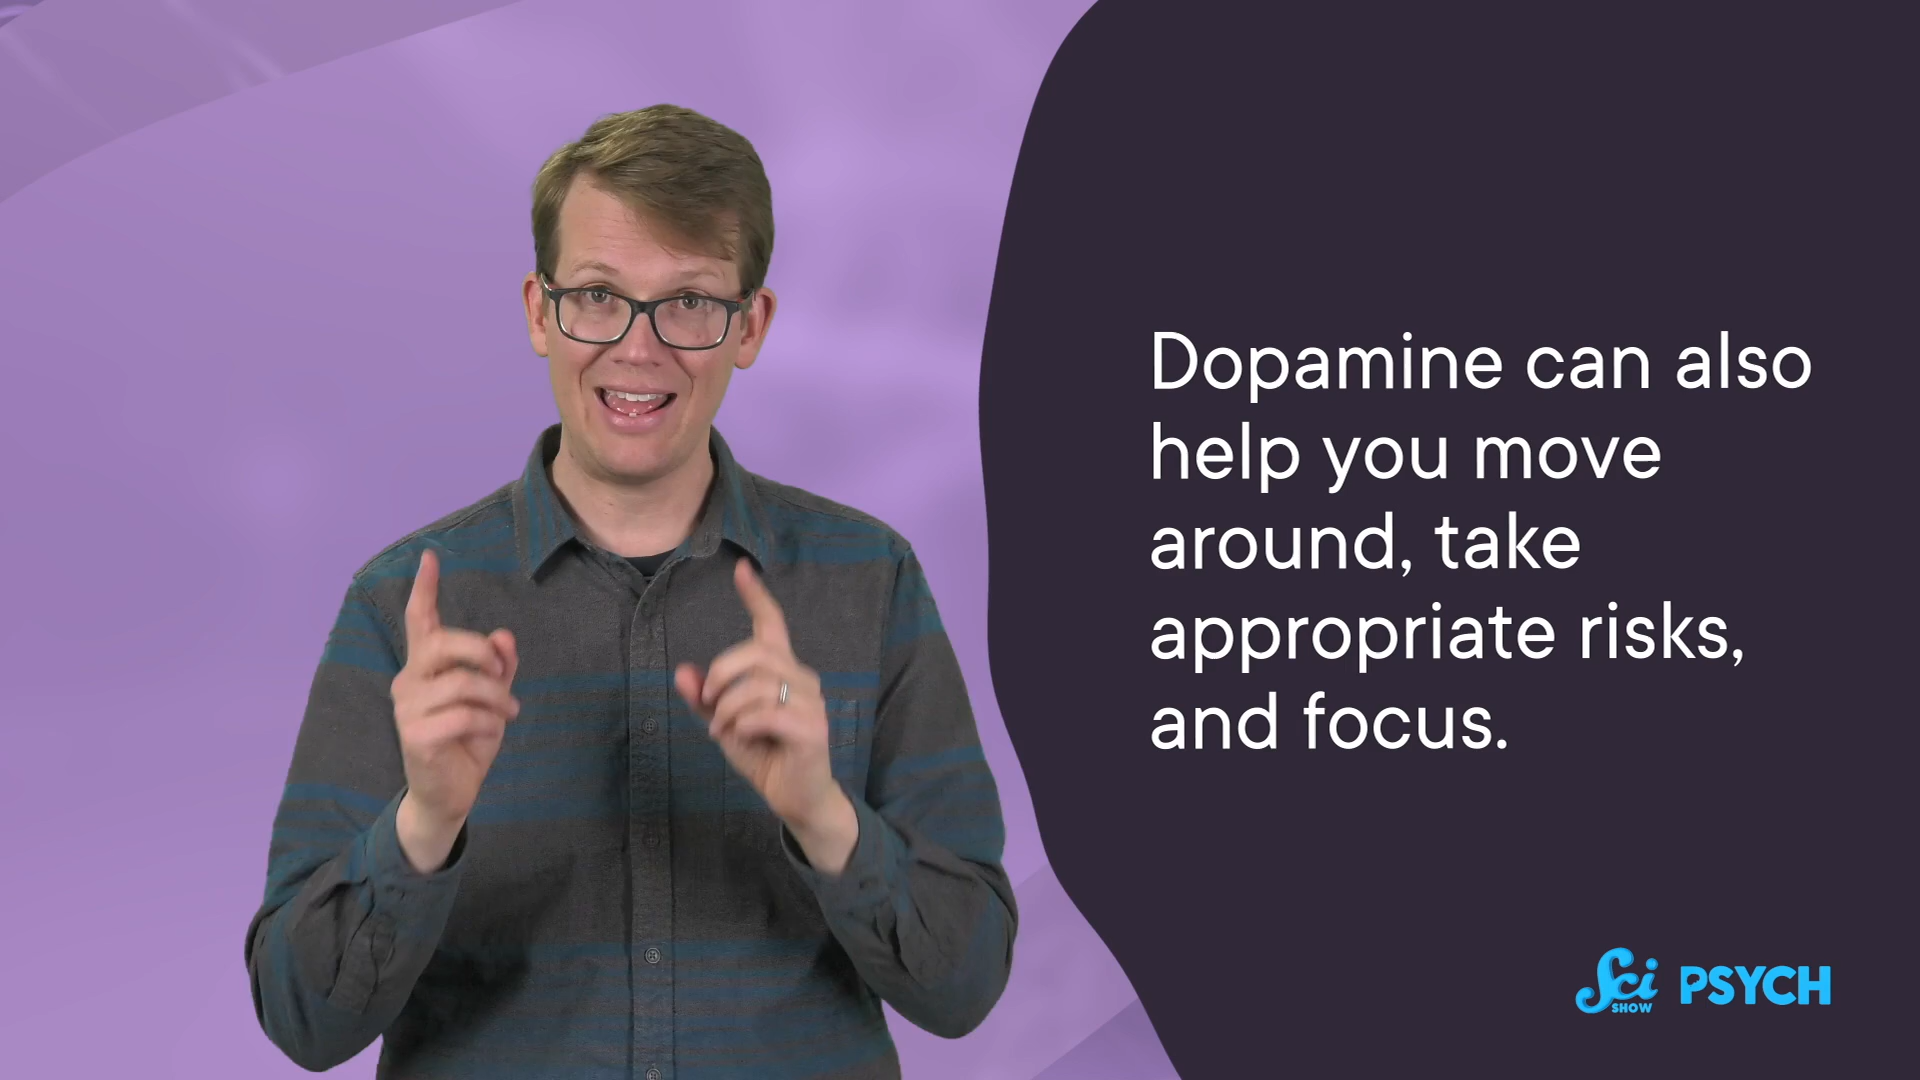 Dopamine can also
help you move
around, take
appropriate risks,
and focus.
Sci SHOW PSYCH